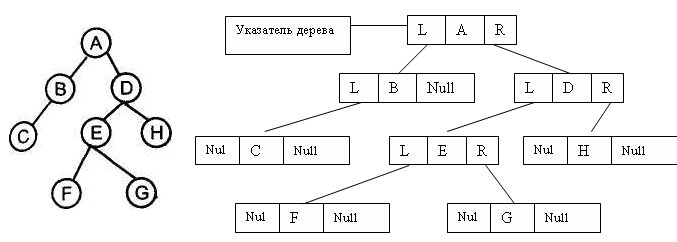 A
B
D
C
E
H
F
G
Указатель дерева
L A R
L B Null
L D R
Nul C Null
L E R
Nul H Null
Nul F Null
Nul G Null